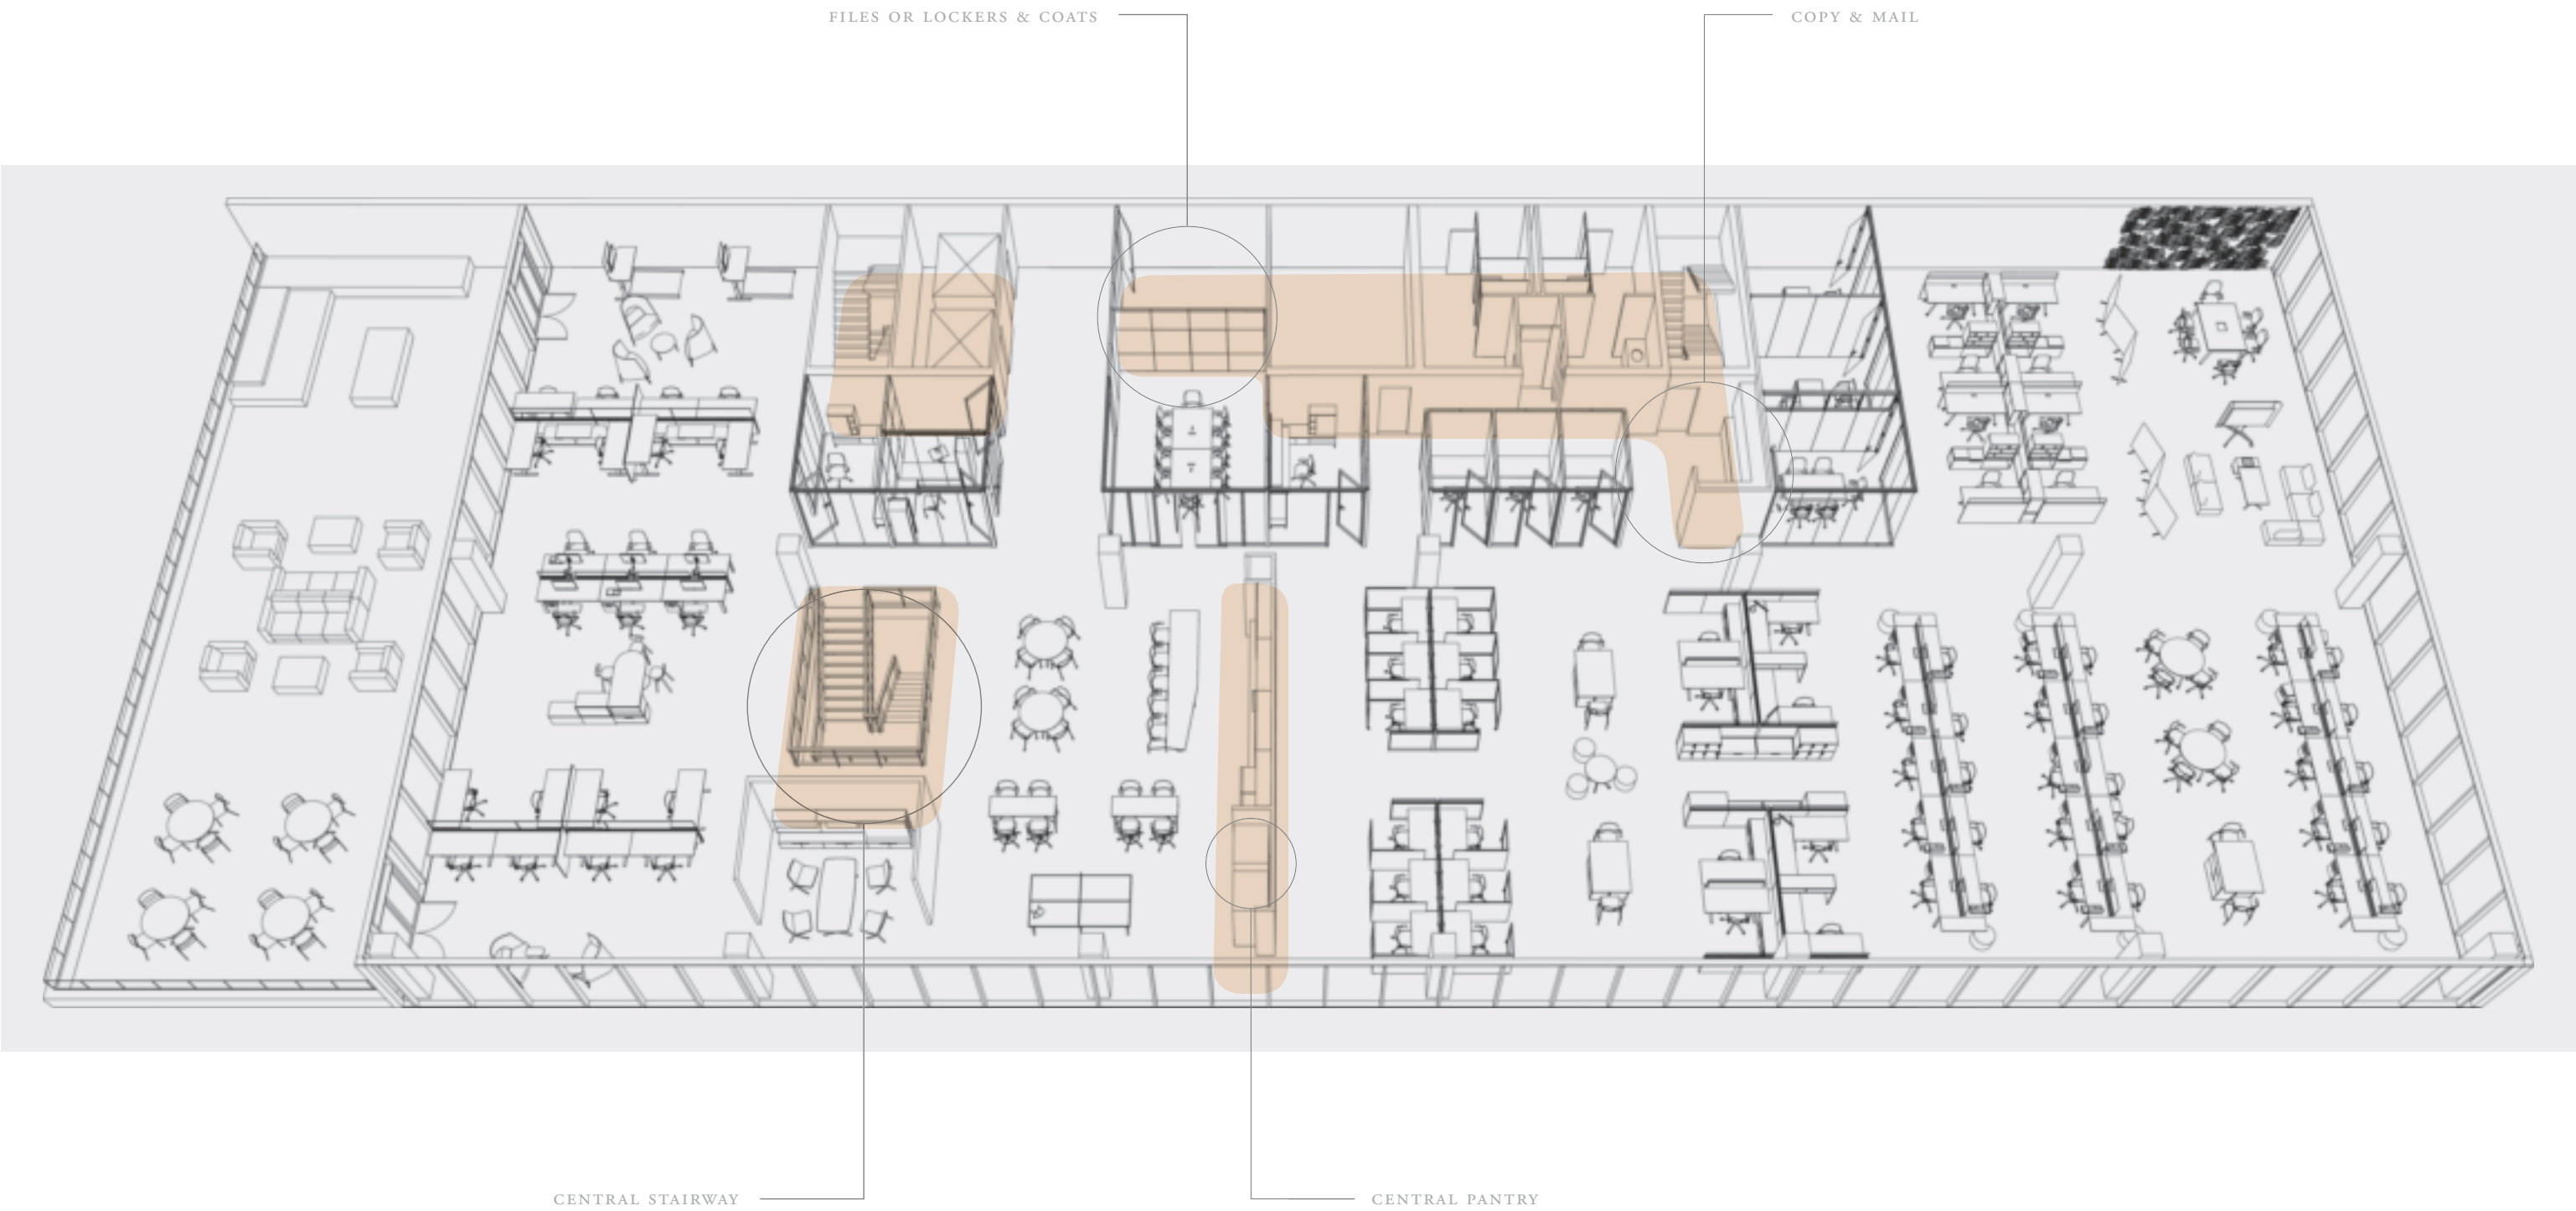 FILES OR LOCKERS & COATS
COPY & MAIL
CENTRAL STAIRWAY
CENTRAL PANTRY